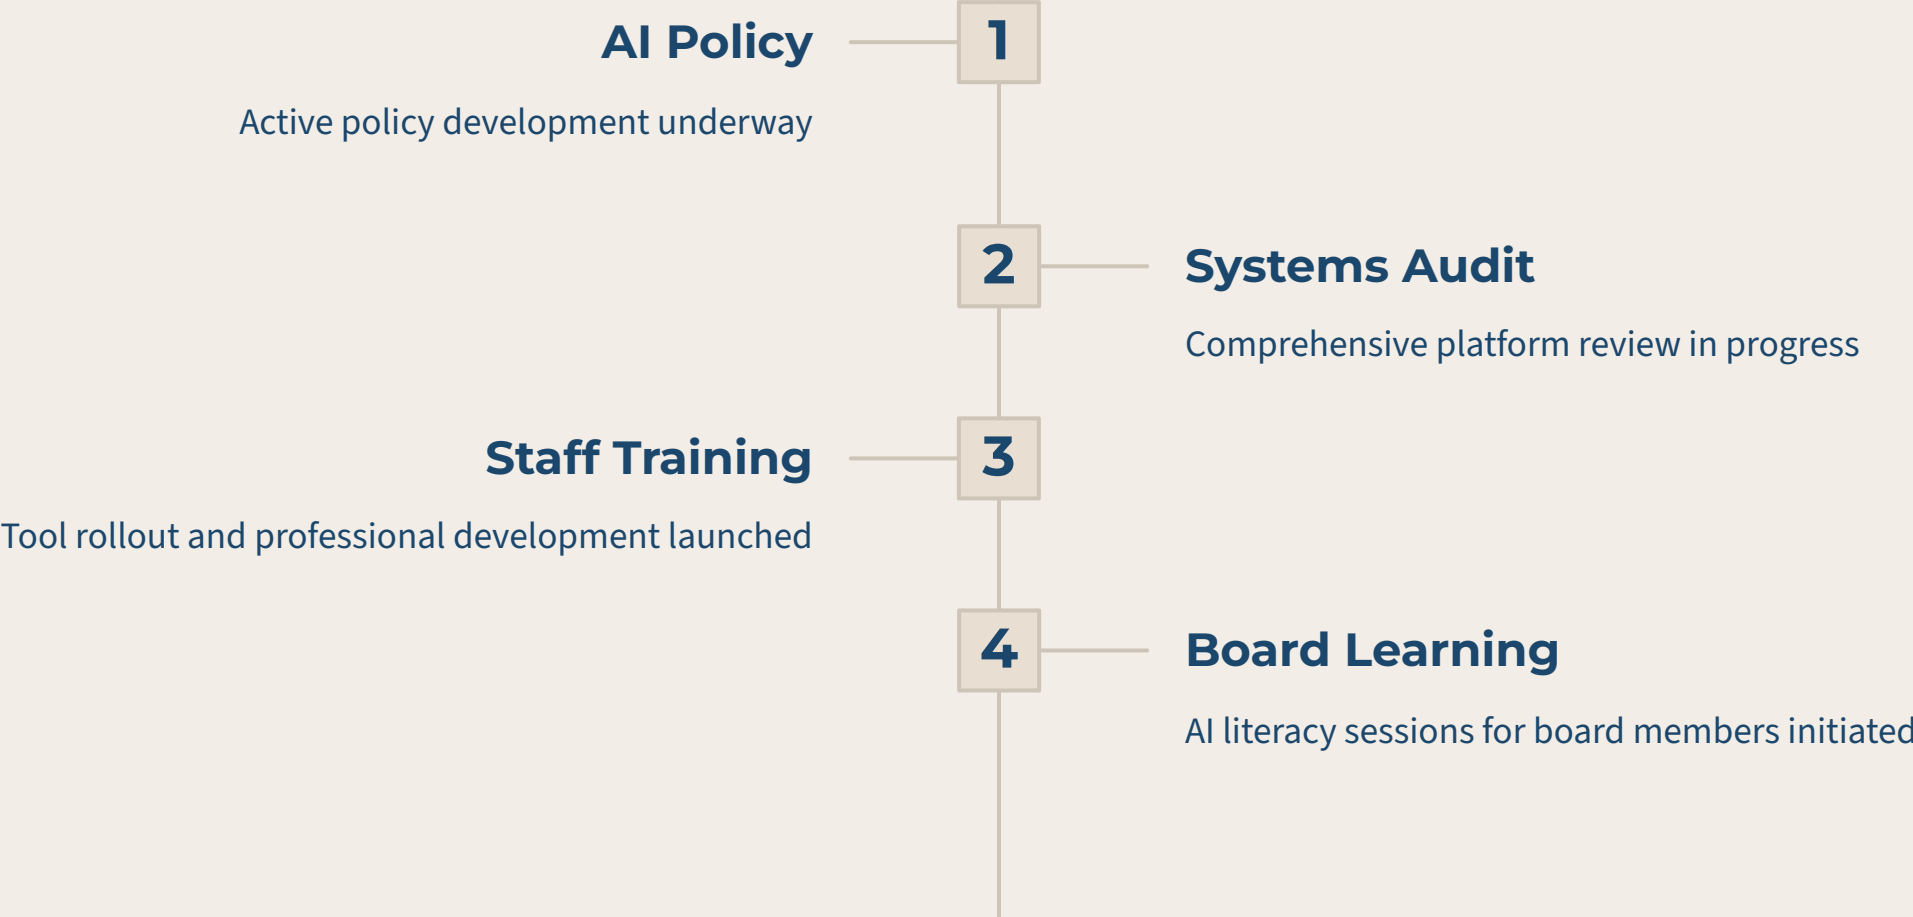 AI Policy
1
Active policy development underway
2
Systems Audit
Comprehensive platform review in progress
Staff Training
3
Tool rollout and professional development launched
4
Board Learning
AI literacy sessions for board members initiated